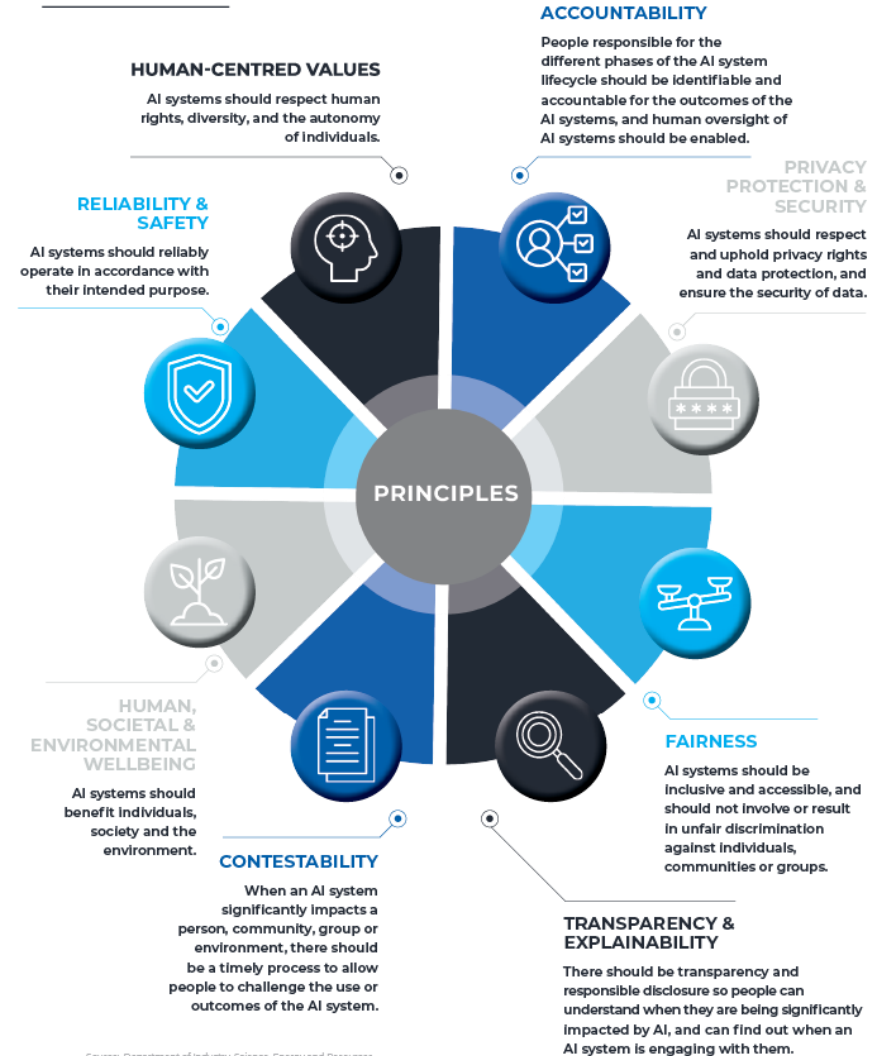 ACCOUNTABILITY
People responsible for the
different phases of the AI system
lifecycle should be identifiable and
accountable for the outcomes of the
AI systems, and human oversight of
AI systems should be enabled.
HUMAN-CENTRED VALUES
AI systems should respect human
rights, diversity, and the autonomy
of individuals.
PRIVACY
PROTECTION &
SECURITY
AI systems should respect
and uphold privacy rights
and data protection, and
ensure the security of data.
RELIABILITY &
SAFETY
AI systems should reliably
operate in accordance with
their intended purpose.
****
PRINCIPLES
HUMAN,
SOCIETAL &
ENVIRONMENTAL
WELLBEING
AI systems should
benefit individuals,
society and the
environment.
FAIRNESS
AI systems should be
inclusive and accessible, and
should not involve or result
in unfair discrimination
against individuals,
communities or groups.
CONTESTABILITY
When an AI system
significantly impacts a
person, community, group or
environment, there should
be a timely process to allow
people to challenge the use or
outcomes of the AI system.
TRANSPARENCY &
EXPLAINABILITY
There should be transparency and
responsible disclosure so people can
understand when they are being significantly
impacted by AI, and can find out when an
AI system is engaging with them.
Source: Department of Industry, Science, Energy and Resources